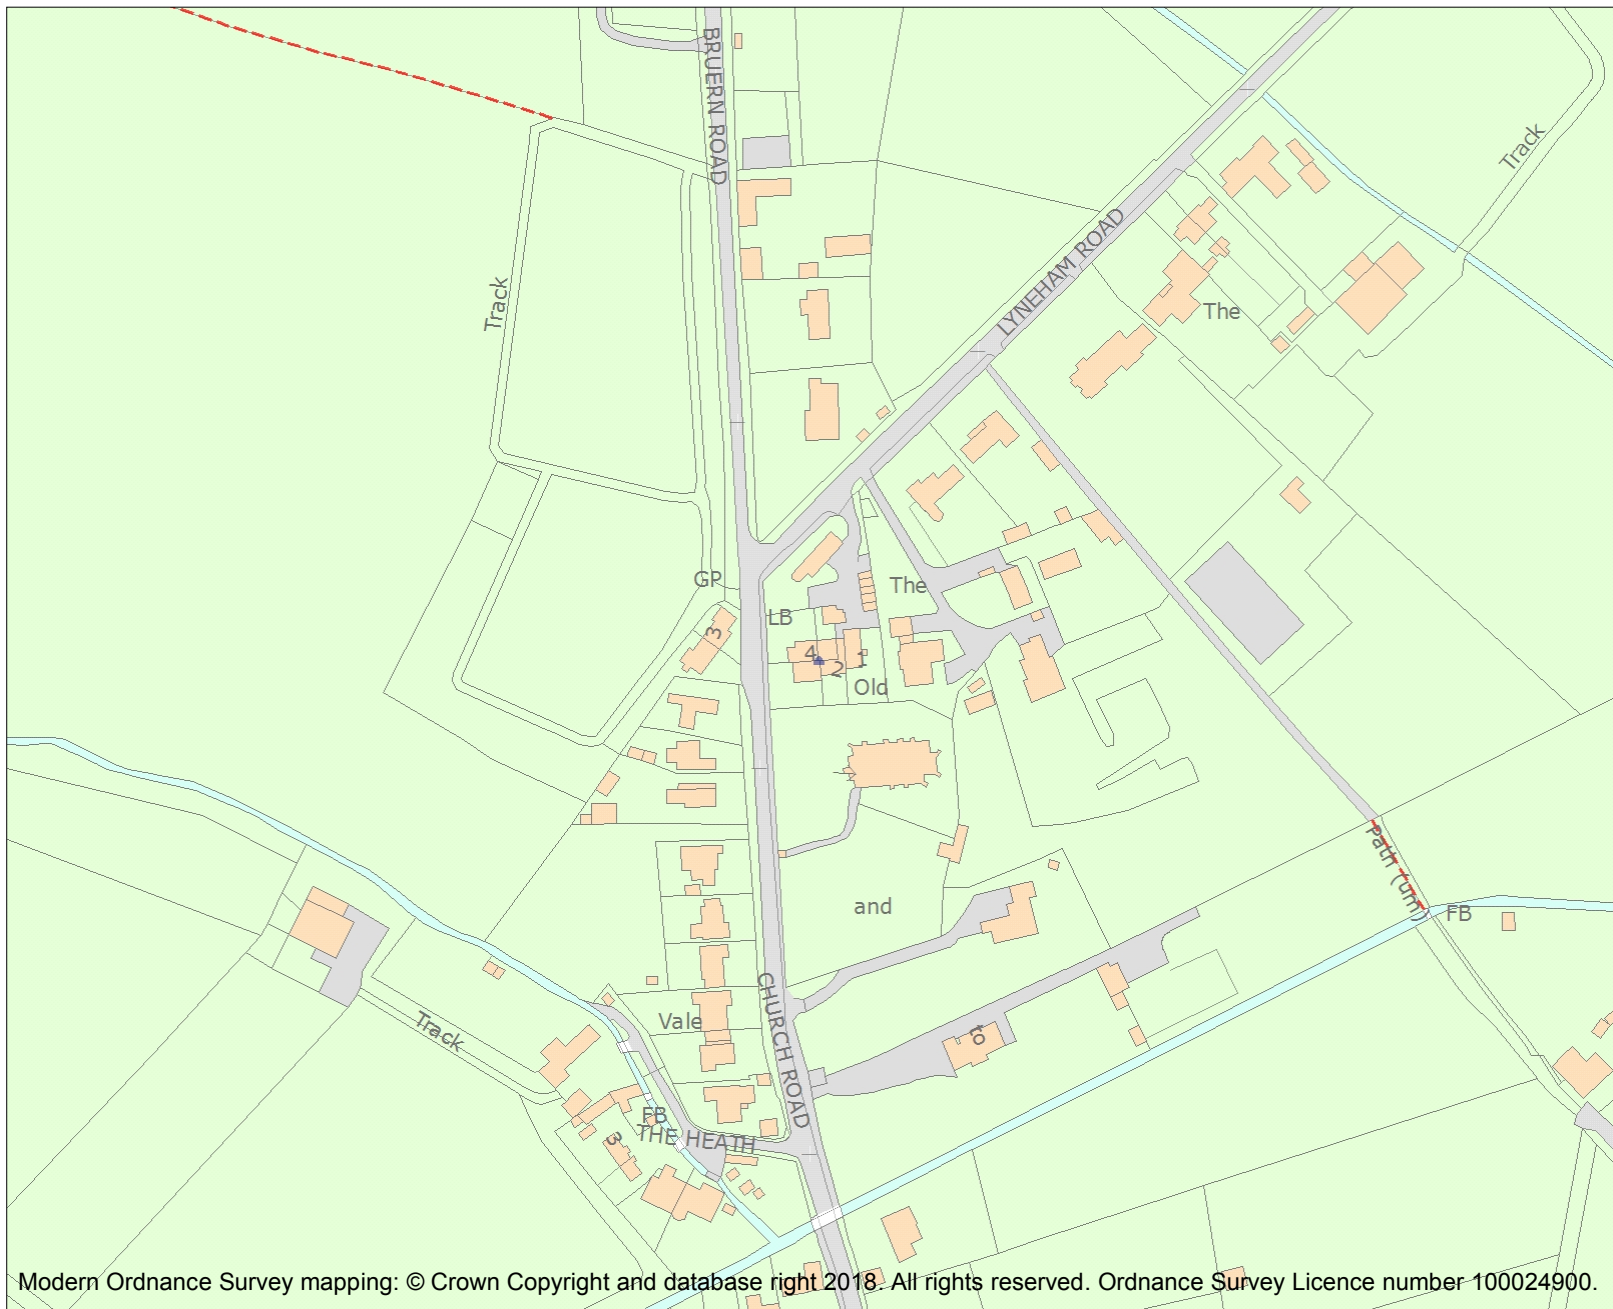 BRUERN ROAD
Track
Track
LYNEHAM ROAD
The
GP
The
LB
3
4
2
1
Old
Path (um)
FB
and
CHURCH ROAD
Vale
Track
to
FB
THE HEATH
3
Modern Ordnance Survey mapping: © Crown Copyright and database right 2018. All rights reserved. Ordnance Survey Licence number 100024900.